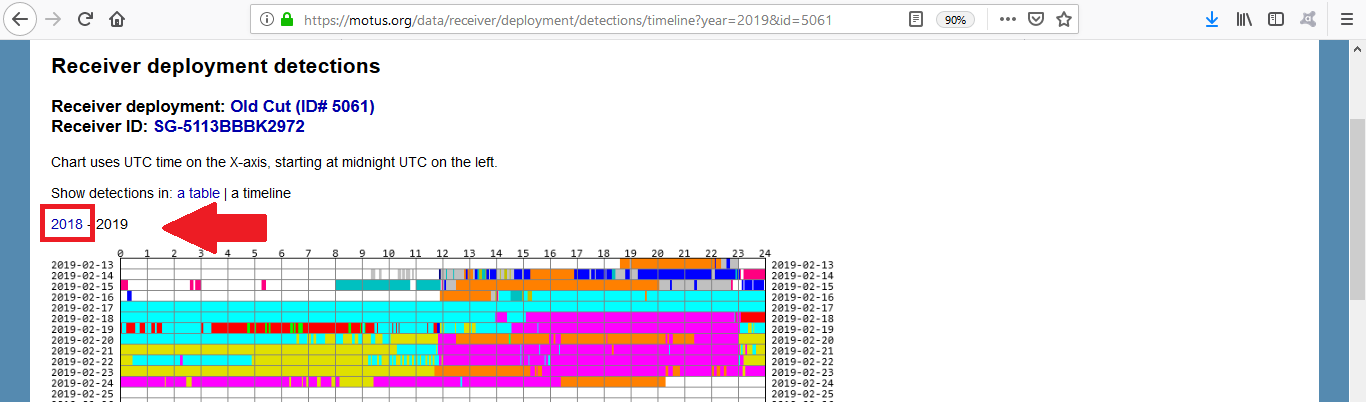 https://motus.org/data/receiver/deployment/detections/timeline?year=2019&id=5061
90%
Receiver deployment detections
Receiver deployment: Old Cut (ID# 5061)
Receiver ID: SG-5113BBBK2972
Chart uses UTC time on the X-axis, starting at midnight UTC on the left.
Show detections in: a table | a timeline
2018 - 2019
0 1 2 3 4 5 6 7 8 9 10 11 12 13 14 15 16 17 18 19 20 21 22 23 24
2019-02-13 2019-02-13
2019-02-14 2019-02-14
2019-02-15 2019-02-15
2019-02-16 2019-02-16
2019-02-17 2019-02-17
2019-02-18 2019-02-18
2019-02-19 2019-02-19
2019-02-20 2019-02-20
2019-02-21 2019-02-21
2019-02-22 2019-02-22
2019-02-23 2019-02-23
2019-02-24 2019-02-24
2019-02-25 2019-02-25